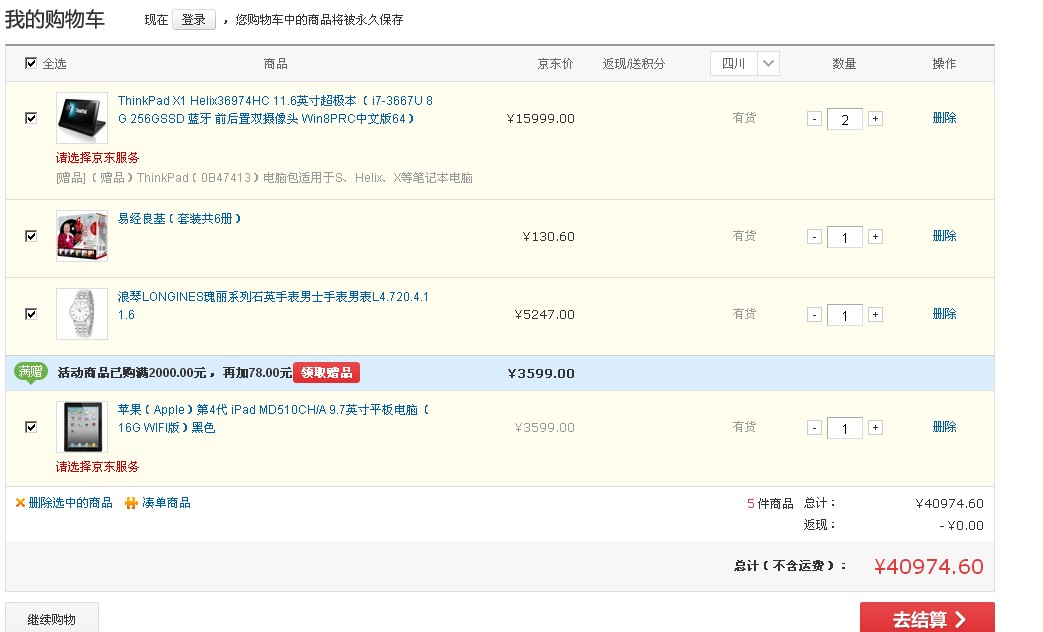 我的购物车 现在 登录 ，您购物车中的商品将被永久保存
全选 商品 京东价 返现/送积分 四川 数量 操作
ThinkPad X1 Helix36974HC 11.6英寸超极本（ i7-3667U 8
G 256GSSD 蓝牙 前后置双摄像头 Win8PRC中文版64） ¥15999.00 有货 - 2 + 删除
请选择京东服务
[赠品]（ 赠品）ThinkPad（ 0B47413）电脑包适用于S、Helix、X等笔记本电脑
易经良基（ 套装共6册）
¥130.60 有货 - 1 + 删除
浪琴LONGINES瑰丽系列石英手表男士手表男表L4.720.4.1
1.6 ¥5247.00 有货 - 1 + 删除
满赠 活动商品已购满2000.00元 ，再加78.00元 领取赠品 ¥3599.00
苹果（ Apple）第4代 iPad MD510CH/A 9.7英寸平板电脑（
16G WIFI版）黑色 ¥3599.00 有货 - 1 + 删除
请选择京东服务
删除选中的商品 凑单商品 5 件商品 总计： ¥40974.60
返现： - ¥0.00
总计（ 不含运费）： ¥40974.60
继续购物 去结算